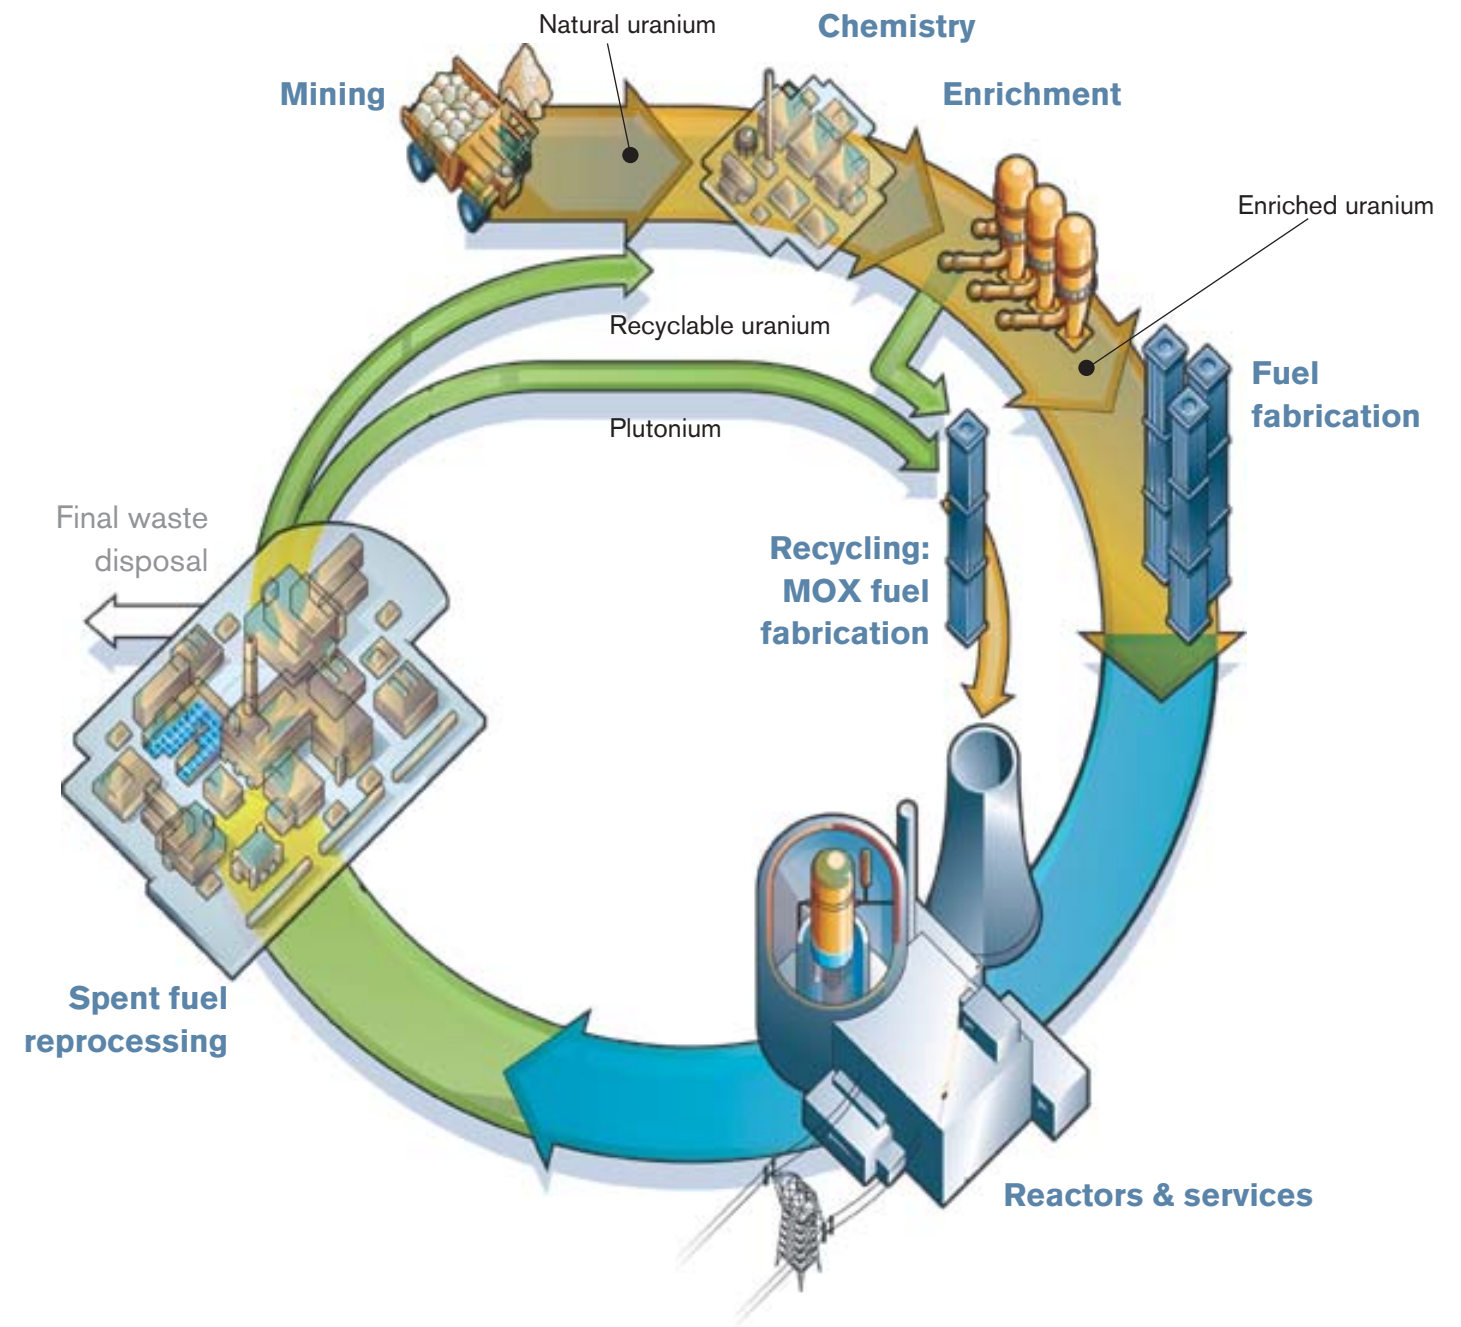 Natural uranium
Chemistry
Mining
Enrichment
Enriched uranium
Recyclable uranium
Fuel
fabrication
Plutonium
Final waste
disposal
Recycling:
MOX fuel
fabrication
Spent fuel
reprocessing
Reactors & services